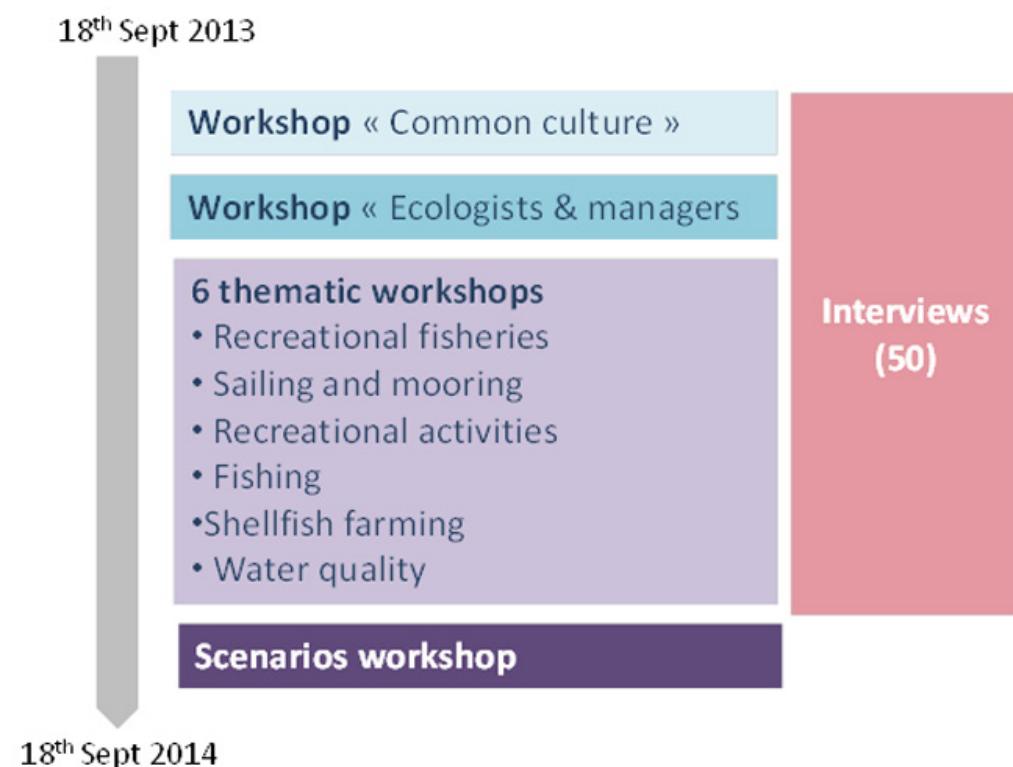 18th Sept 2013
Workshop « Common culture »
Workshop « Ecologists & managers
6 thematic workshops
• Recreational fisheries
• Sailing and mooring
• Recreational activities
• Fishing
•Shellfish farming
• Water quality
Interviews
(50)
Scenarios workshop
18th Sept 2014